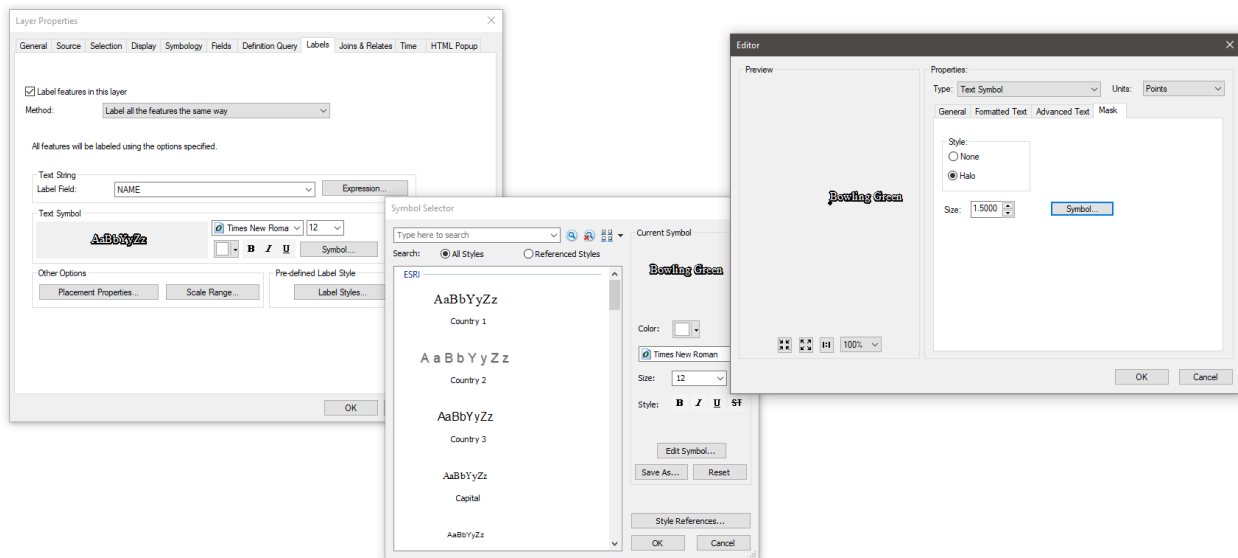 Layer Properties
General Source Selection Display Symbology Fields Definition Query Labels Joins & Relates Time HTML Popup
Label features in this layer
Method: Label all the features the same way
All features will be labeled using the options specified.
Text String
Label Field: NAME Expression...
Text Symbol
AaBbYyZz
Times New Roma 12
B I U Symbol...
Other Options
Placement Properties... Scale Range...
Pre-defined Label Style
Label Styles...
OK
Symbol Selector
Type here to search
Search: All Styles Referenced Styles
ESRI
AaBbYyZz
Country 1
AaBbYyZz
Country 2
AaBbYyZz
Country 3
AaBbYyZz
Capital
AaBbYyZz
Current Symbol
Bowling Green
Color:
Times New Roman
Size: 12
Style: B I U ST
Edit Symbol...
Save As... Reset
Style References...
OK Cancel
Editor
Preview
Bowling Green
1:1 100%
Properties:
Type: Text Symbol Units: Points
General Formatted Text Advanced Text Mask
Style:
None
Halo
Size: 1.5000 Symbol...
OK Cancel